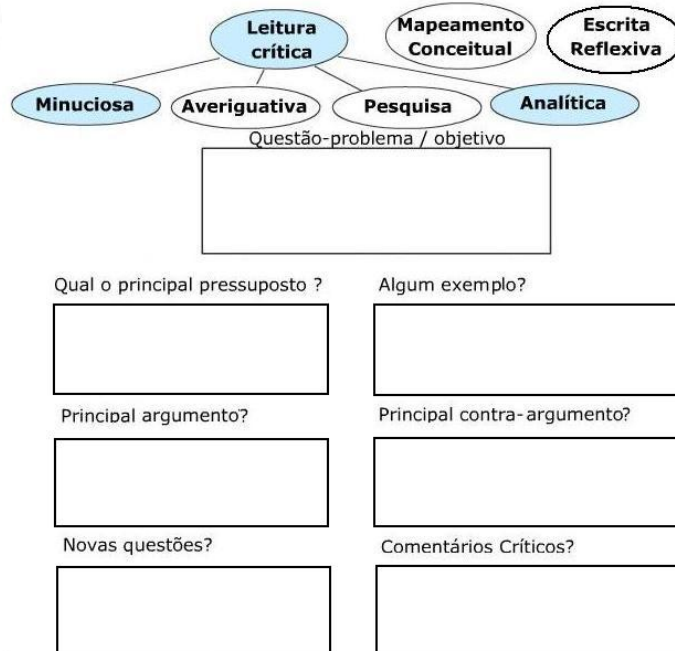 Leitura
crítica
Mapeamento
Conceitual
Escrita
Reflexiva
Minuciosa
Averiguativa
Pesquisa
Analítica
Questão-problema / objetivo
Qual o principal pressuposto ?
Algum exemplo?
Principal argumento?
Principal contra-argumento?
Novas questões?
Comentários Críticos?